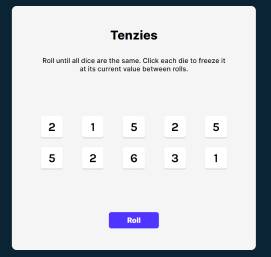 Tenzies
Roll until all dice are the same. Click each die to freeze it
at its current value between rolls.
2 1 5 2 5
5 2 6 3 1
Roll